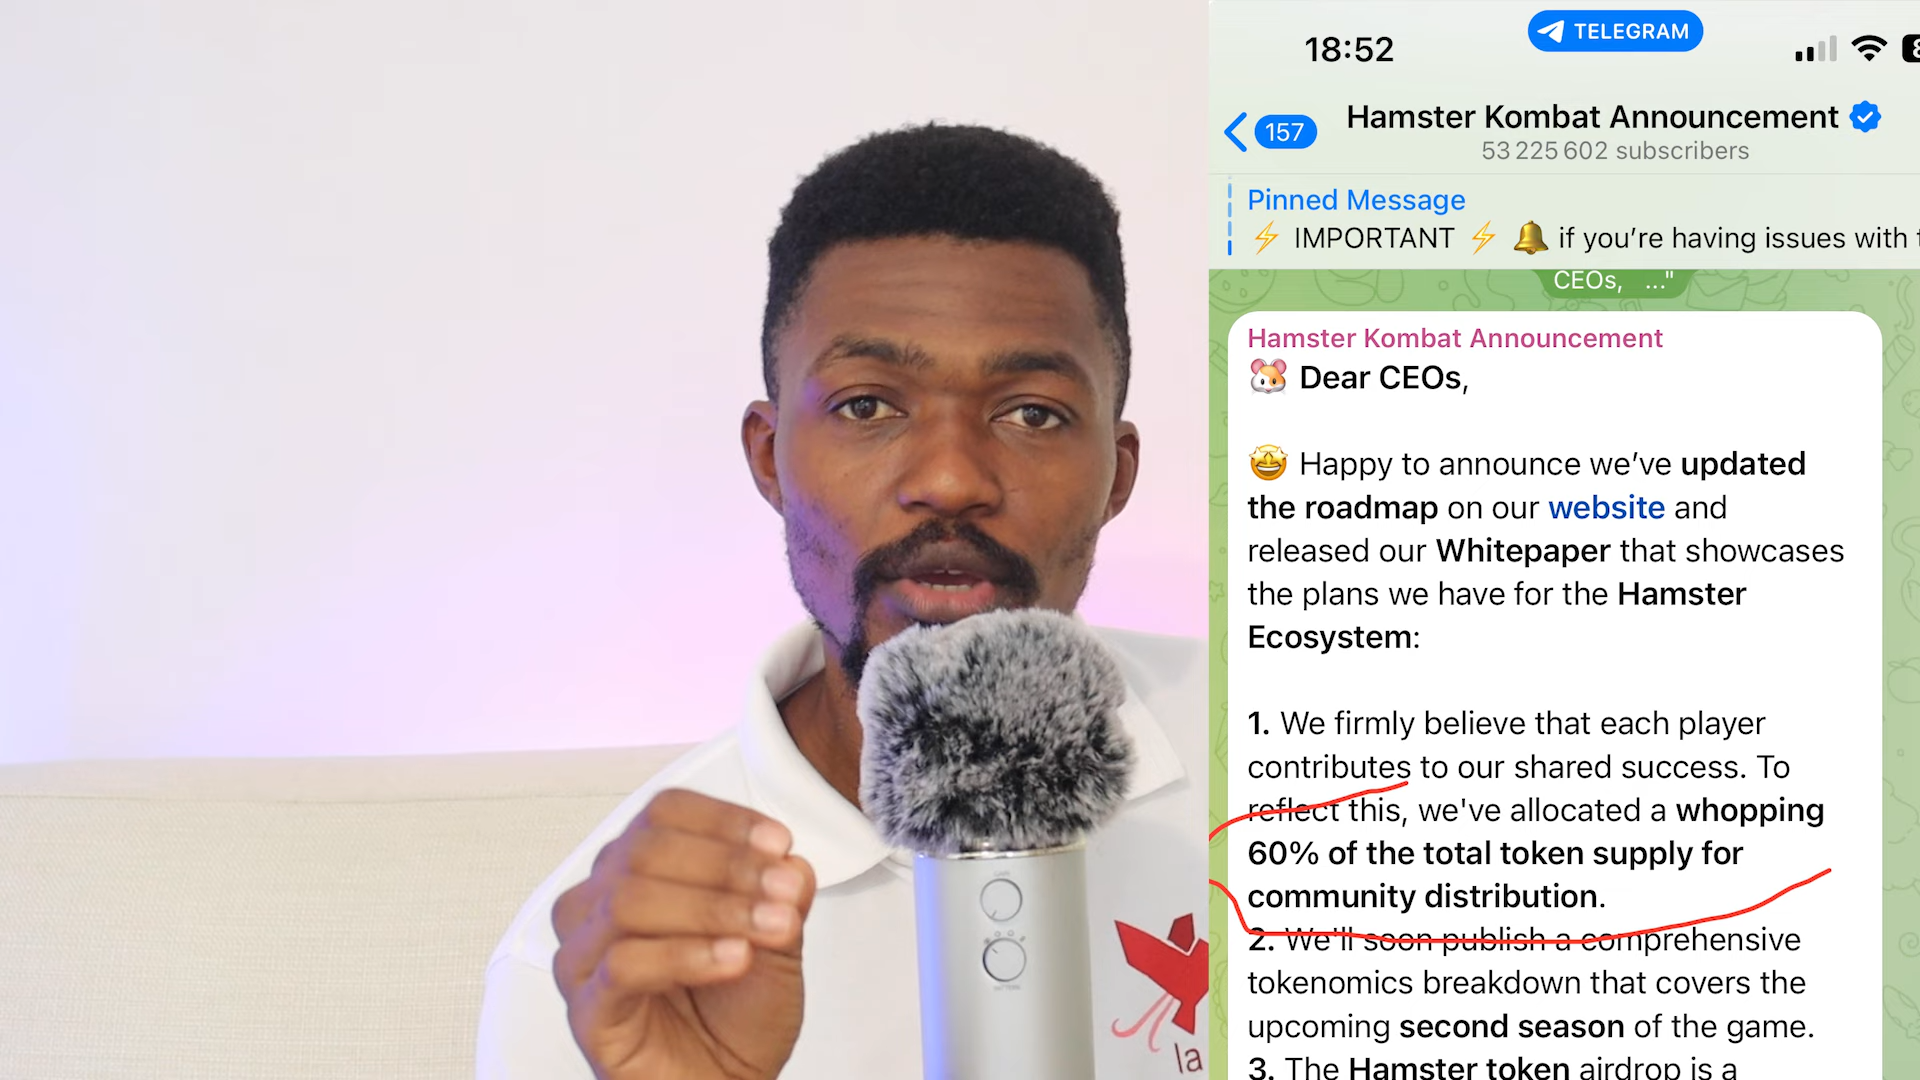 18:52
TELEGRAM
157
Hamster Kombat Announcement
53 225 602 subscribers
Pinned Message
⚡ IMPORTANT ⚡ 🔔 if you're having issues with
CEOs, ..."
Hamster Kombat Announcement
🐹 Dear CEOs,
🤩 Happy to announce we've updated
the roadmap on our website and
released our Whitepaper that showcases
the plans we have for the Hamster
Ecosystem:
1. We firmly believe that each player
contributes to our shared success. To
reflect this, we've allocated a whopping
60% of the total token supply for
community distribution.
2. We'll soon publish a comprehensive
tokenomics breakdown that covers the
upcoming second season of the game.
3. The Hamster token airdrop is a
la